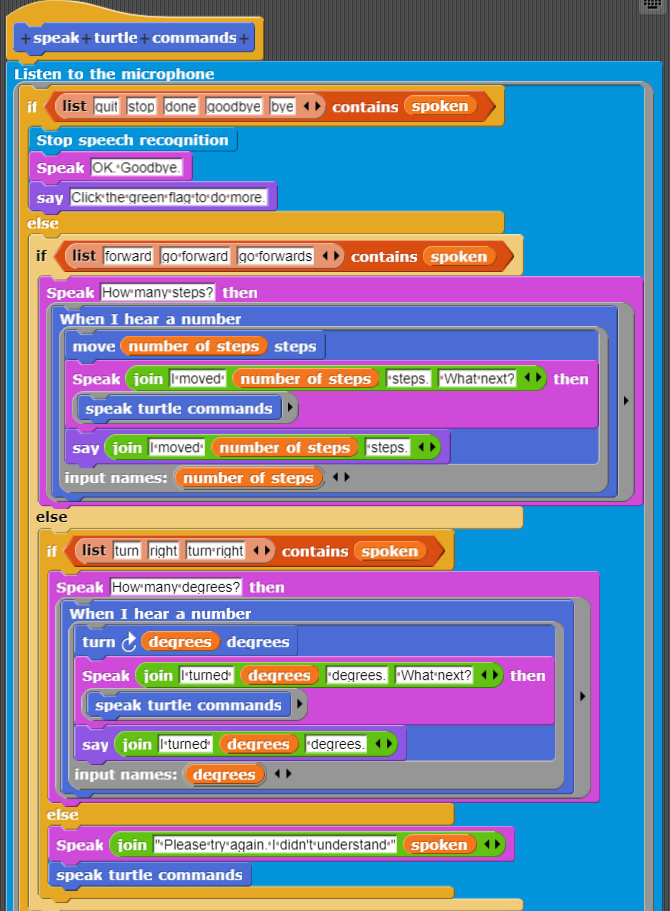 + speak + turtle + commands +
Listen to the microphone
if list quit stop done goodbye bye contains spoken
Stop speech recognition
Speak OK. Goodbye.
say Click the green flag to do more.
else
if list forward go forward go forwards contains spoken
Speak How many steps? then
When I hear a number
move number of steps steps
Speak join I moved number of steps steps. What next? then
speak turtle commands
say join I moved number of steps steps.
input names: number of steps
else
if list turn right turn right contains spoken
Speak How many degrees? then
When I hear a number
turn degrees degrees
Speak join I turned degrees degrees. What next? then
speak turtle commands
say join I turned degrees degrees.
input names: degrees
else
Speak join " Please try again. I didn't understand " spoken
speak turtle commands